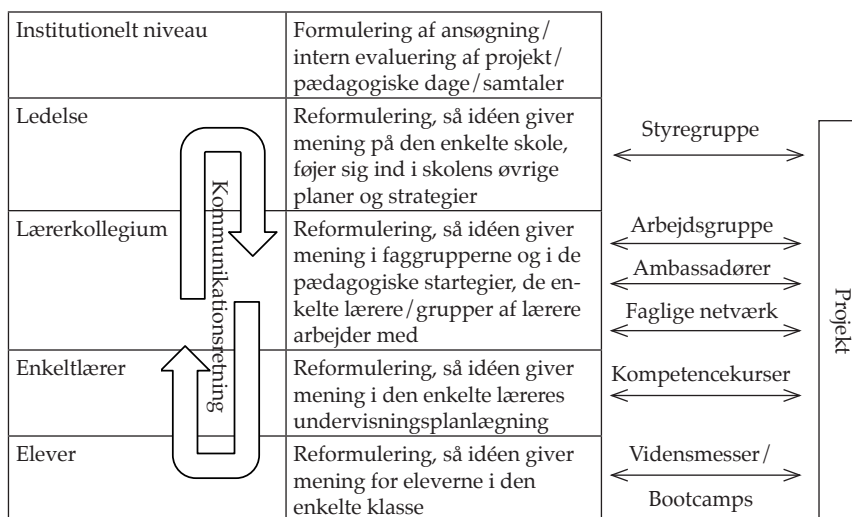 Institutionelt niveau
Formulering af ansøgning/
intern evaluering af projekt/
pædagogiske dage/samtaler
Ledelse
Reformulering, så idéen giver
mening på den enkelte skole,
føjer sig ind i skolens øvrige
planer og strategier
Styregruppe
Lærerkollegium
Reformulering, så idéen giver
mening i faggrupperne og i de
pædagogiske startegier, de en-
kelte lærere/grupper af lærere
arbejder med
Arbejdsgruppe
Ambassadører
Faglige netværk
Enkeltlærer
Reformulering, så idéen giver
mening i den enkelte læreres
undervisningsplanlægning
Kompetencekurser
Elever
Reformulering, så idéen giver
mening for eleverne i den
enkelte klasse
Vidensmesser/
Bootcamps
Kommunikationsretning
Projekt